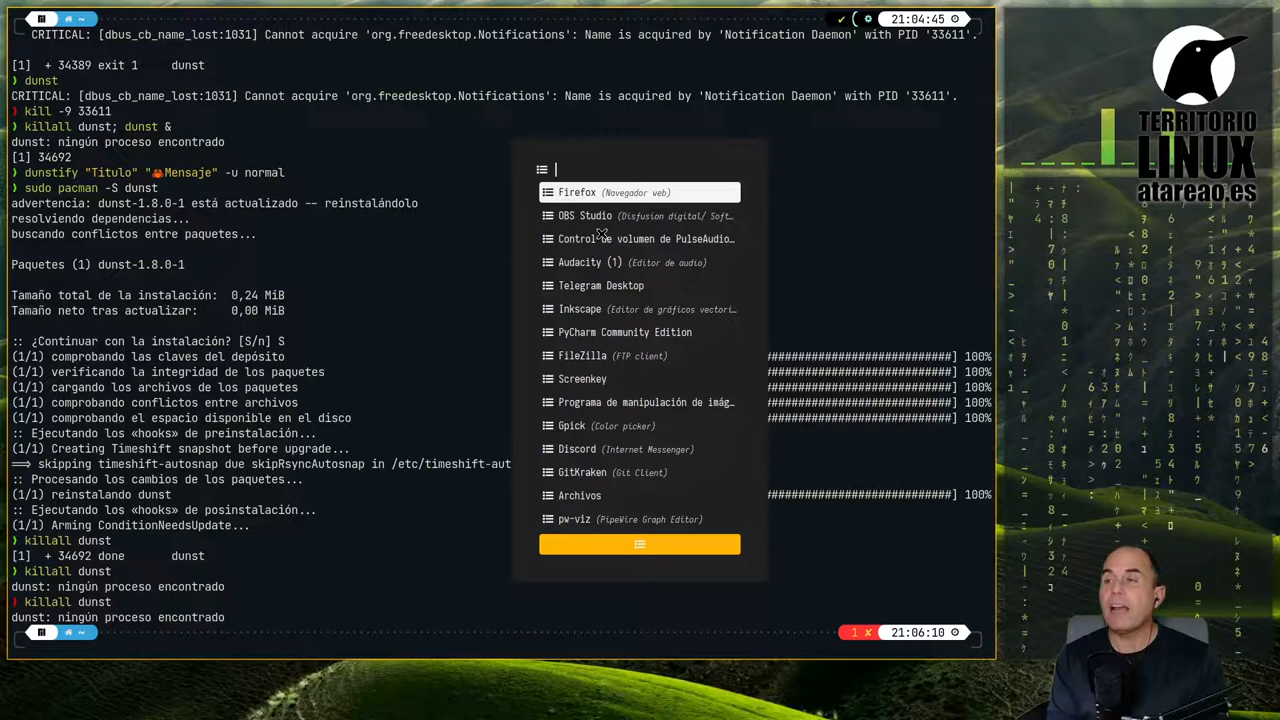 ~ ✔ 21:04:45
CRITICAL: [dbus_cb_name_lost:1031] Cannot acquire 'org.freedesktop.Notifications': Name is acquired by 'Notification Daemon' with PID '33611'.
[1] + 34389 exit 1 dunst
❯ dunst
CRITICAL: [dbus_cb_name_lost:1031] Cannot acquire 'org.freedesktop.Notifications': Name is acquired by 'Notification Daemon' with PID '33611'.
❯ kill -9 33611
❯ killall dunst; dunst &
dunst: ningún proceso encontrado
[1] 34692
❯ dunstify "Titulo" "🦀Mensaje" -u normal
❯ sudo pacman -S dunst
advertencia: dunst-1.8.0-1 está actualizado -- reinstalándolo
resolviendo dependencias...
buscando conflictos entre paquetes...
Paquetes (1) dunst-1.8.0-1
Tamaño total de la instalación: 0,24 MiB
Tamaño neto tras actualizar: 0,00 MiB
:: ¿Continuar con la instalación? [S/n] S
(1/1) comprobando las claves del depósito ##########################] 100%
(1/1) verificando la integridad de los paquetes ##########################] 100%
(1/1) cargando los archivos de los paquetes ##########################] 100%
(1/1) comprobando conflictos entre archivos ##########################] 100%
(1/1) comprobando el espacio disponible en el disco ##########################] 100%
:: Ejecutando los «hooks» de preinstalación...
(1/1) Creating Timeshift snapshot before upgrade...
==> skipping timeshift-autosnap due skipRsyncAutosnap in /etc/timeshift-aut
:: Procesando los cambios de los paquetes...
(1/1) reinstalando dunst ##########################] 100%
:: Ejecutando los «hooks» de posinstalación...
(1/1) Arming ConditionNeedsUpdate...
❯ killall dunst
[1] + 34692 done dunst
❯ killall dunst
dunst: ningún proceso encontrado
❯ killall dunst
dunst: ningún proceso encontrado
~ 1 ✘ 21:06:10
Firefox (Navegador web)
OBS Studio (Disfusion digital/ Soft…
Control de volumen de PulseAudio…
Audacity (1) (Editor de audio)
Telegram Desktop
Inkscape (Editor de gráficos vectori…
PyCharm Community Edition
FileZilla (FTP client)
Screenkey
Programa de manipulación de imág…
Gpick (Color picker)
Discord (Internet Messenger)
GitKraken (Git Client)
Archivos
pw-viz (PipeWire Graph Editor)
TERRITORIO
LINUX
atareao.es